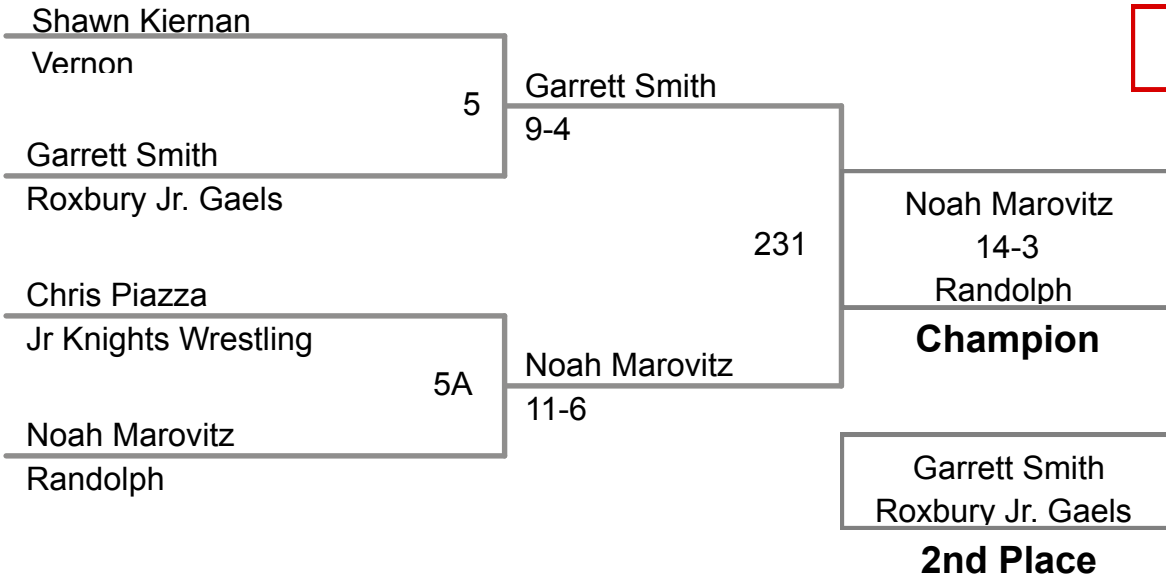 Shawn Kiernan
Vernon
5
Garrett Smith
9-4
Garrett Smith
Roxbury Jr. Gaels
231
Noah Marovitz
14-3
Randolph
Champion
Chris Piazza
Jr Knights Wrestling
5A
Noah Marovitz
11-6
Noah Marovitz
Randolph
Garrett Smith
Roxbury Jr. Gaels
2nd Place